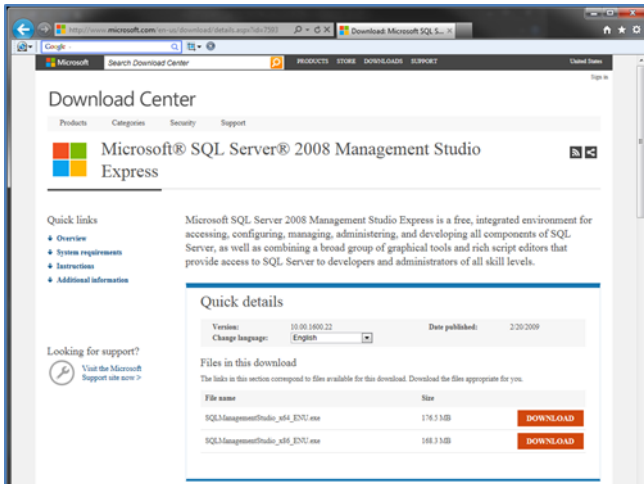 http://www.microsoft.com/en-us/download/details.aspx?id=7593
Download: Microsoft SQL S...
Google
Microsoft
Search Download Center
PRODUCTS STORE DOWNLOADS SUPPORT
United States
Sign in
Download Center
Products Categories Security Support
Microsoft® SQL Server® 2008 Management Studio
Express
Quick links
Overview
System requirements
Instructions
Additional information
Looking for support?
Visit the Microsoft
Support site now >
Microsoft SQL Server 2008 Management Studio Express is a free, integrated environment for
accessing, configuring, managing, administering, and developing all components of SQL
Server, as well as combining a broad group of graphical tools and rich script editors that
provide access to SQL Server to developers and administrators of all skill levels.
Quick details
Version: 10.00.1600.22 Date published: 2/20/2009
Change language: English
Files in this download
The links in this section correspond to files available for this download. Download the files appropriate for you.
File name Size
SQLManagementStudio_x64_ENU.exe 176.5 MB DOWNLOAD
SQLManagementStudio_x86_ENU.exe 168.3 MB DOWNLOAD